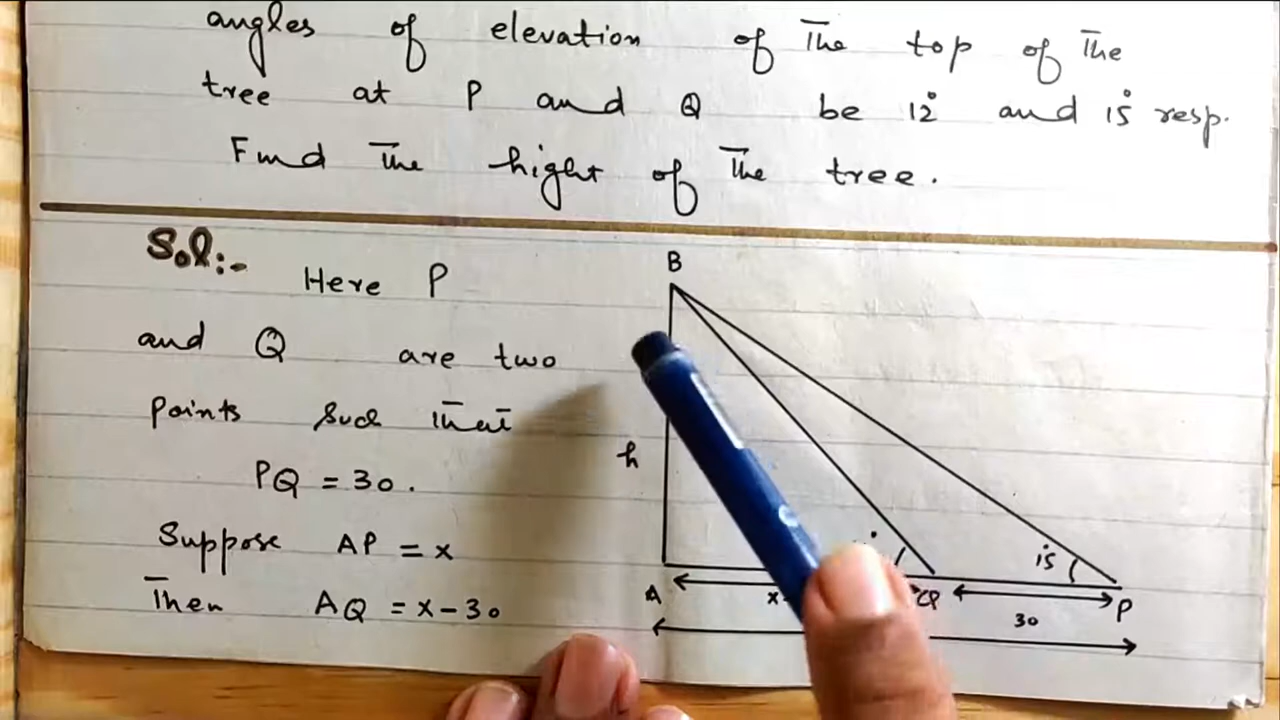 angles of elevation of the top of the
tree at P and Q be 12° and 15° resp.
Find the hight of the tree.
Sol:-
Here P
and Q are two
points such that
PQ = 30.
Suppose AP = x
Then AQ = x-30
B
h
15°
A
x
Q
30
P